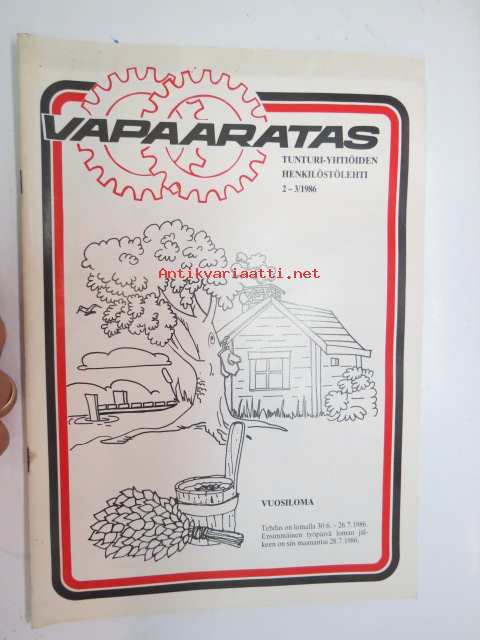 VAPAARATAS
TUNTURI-YHTIÖIDEN
HENKILÖSTÖLEHTI
2 – 3/1986
Antikvariaatti.net
VUOSILOMA
Tehdas on lomalla 30.6. – 26.7.1986.
Ensimmäinen työpäivä loman jäl-
keen on siis maanantai 28.7.1986.